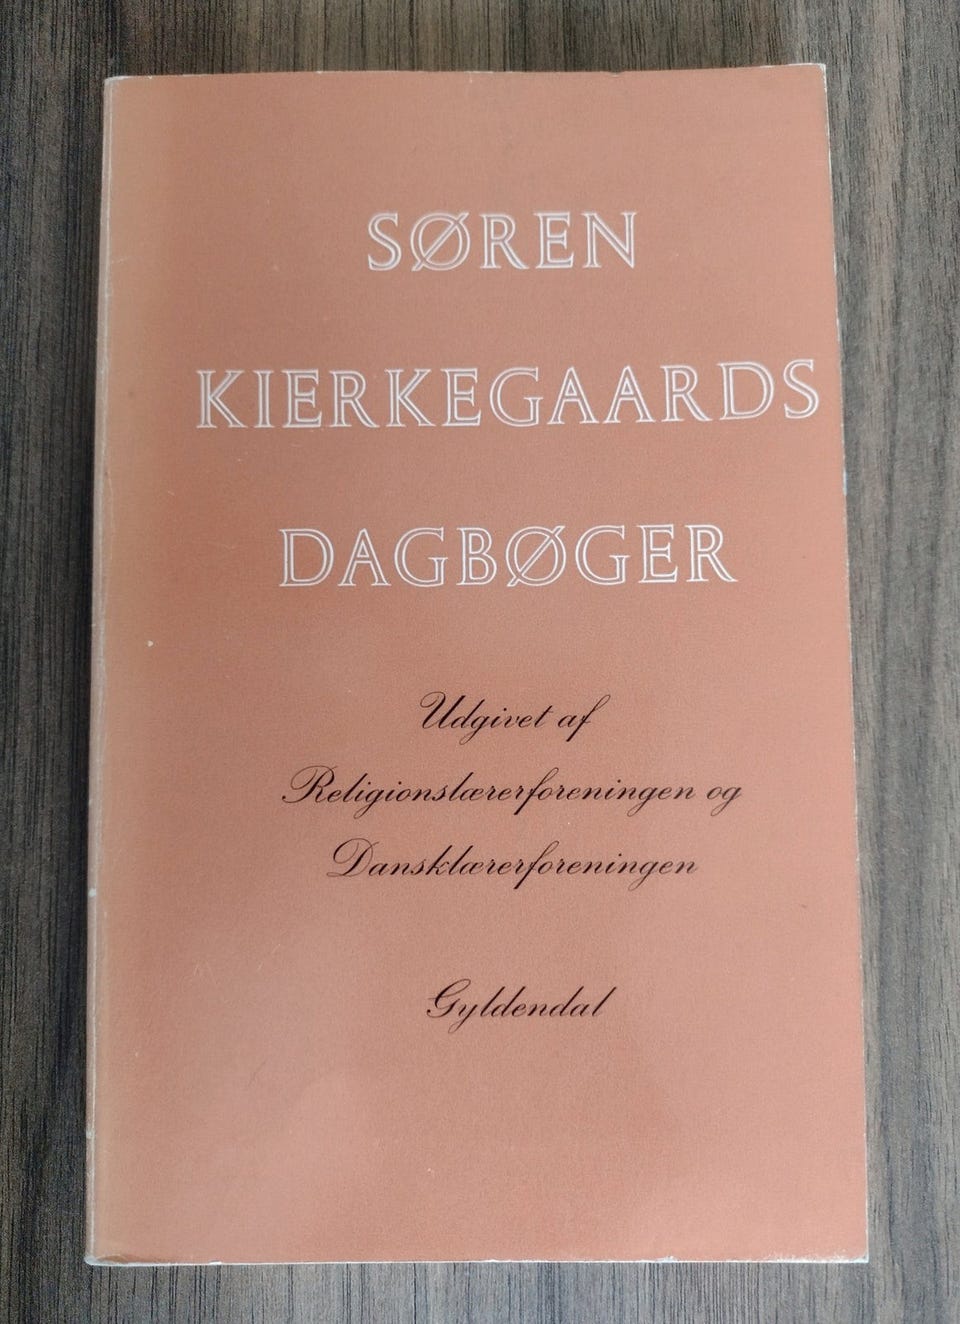 SØREN
KIERKEGAARDS
DAGBØGER
Udgivet af
Religionslærerforeningen og
Dansklærerforeningen
Gyldendal